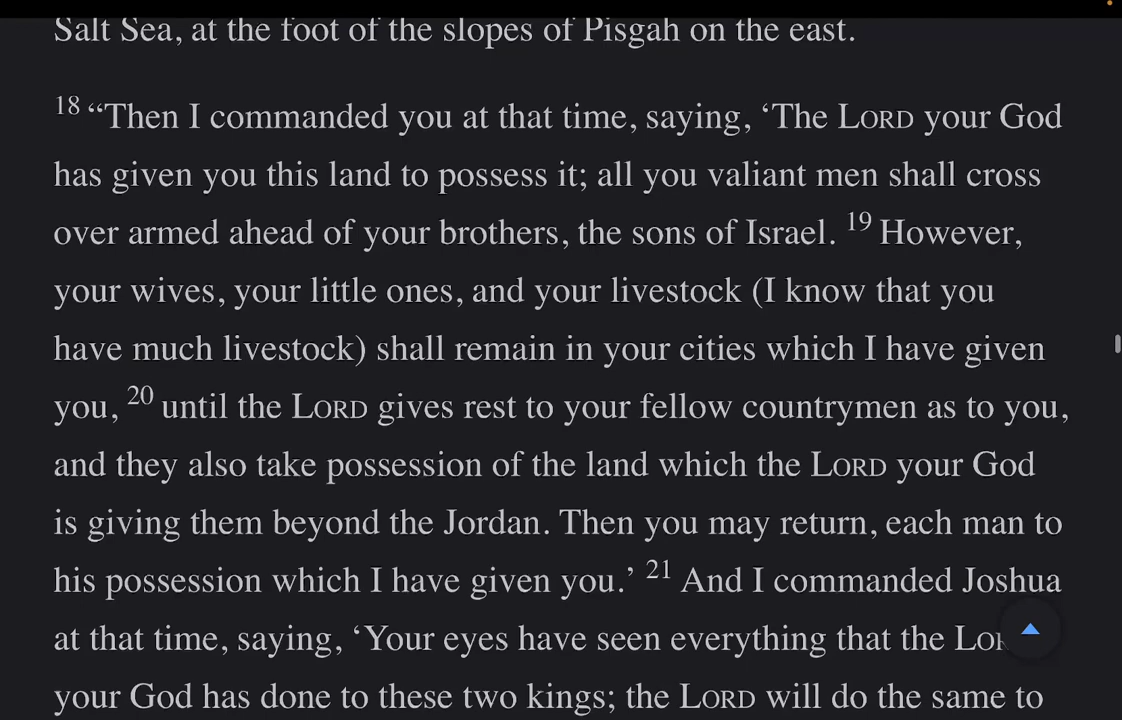 Salt Sea, at the foot of the slopes of Pisgah on the east.
18 “Then I commanded you at that time, saying, ‘The LORD your God
has given you this land to possess it; all you valiant men shall cross
over armed ahead of your brothers, the sons of Israel. 19 However,
your wives, your little ones, and your livestock (I know that you
have much livestock) shall remain in your cities which I have given
you, 20 until the LORD gives rest to your fellow countrymen as to you,
and they also take possession of the land which the LORD your God
is giving them beyond the Jordan. Then you may return, each man to
his possession which I have given you.’ 21 And I commanded Joshua
at that time, saying, ‘Your eyes have seen everything that the LOR
your God has done to these two kings; the LORD will do the same to